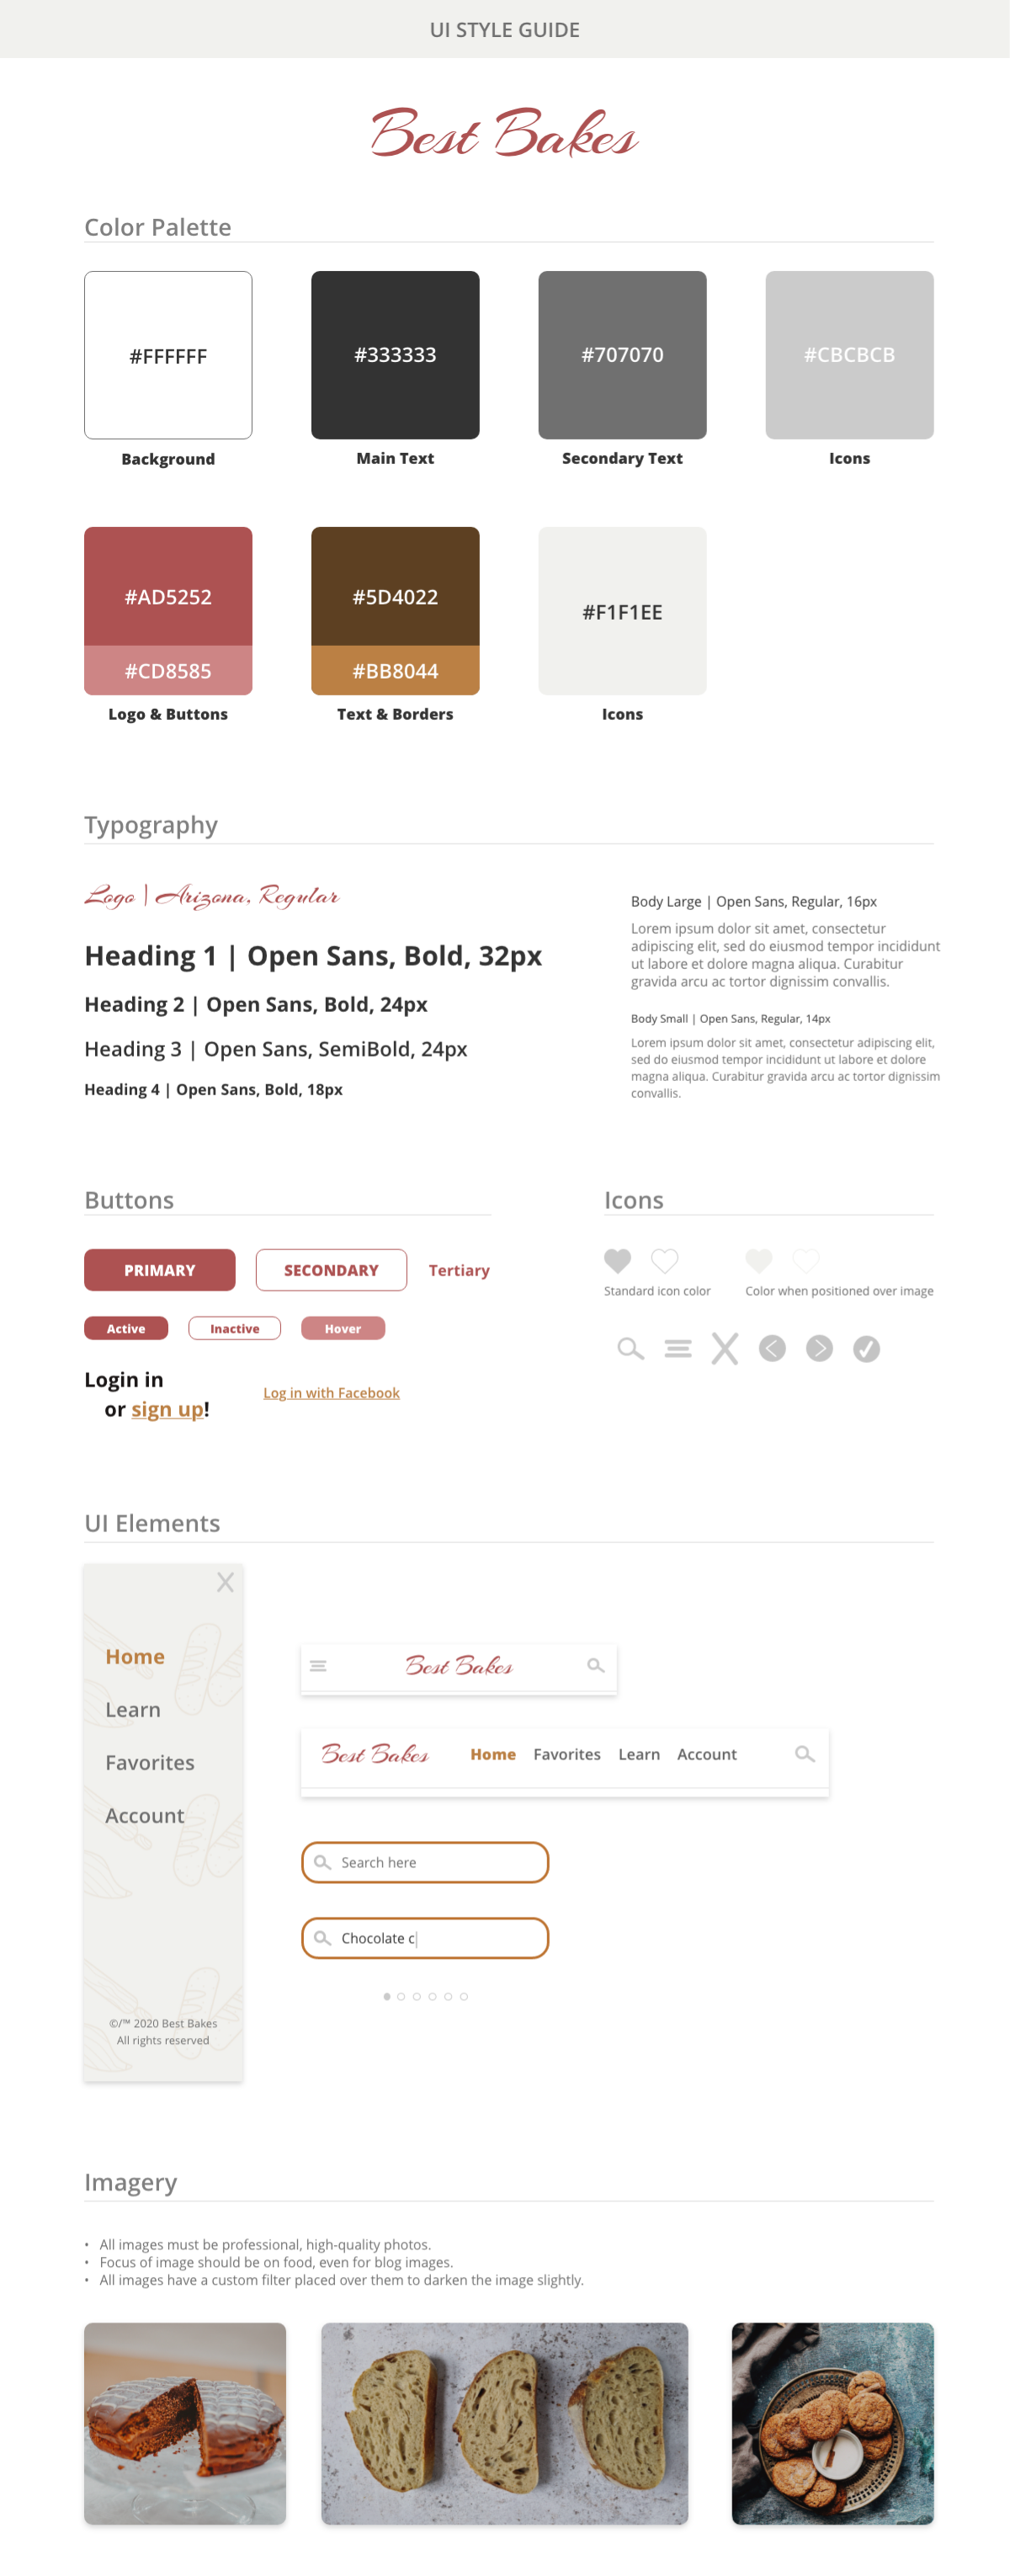 UI STYLE GUIDE
Best Bakes
Color Palette
#FFFFFF
#333333
#707070
#CBCBCB
Background
Main Text
Secondary Text
Icons
#AD5252
#5D4022
#F1F1EE
#CD8585
#BB8044
Logo & Buttons
Text & Borders
Icons
Typography
Logo | Arizona, Regular
Heading 1 | Open Sans, Bold, 32px
Heading 2 | Open Sans, Bold, 24px
Heading 3 | Open Sans, SemiBold, 24px
Heading 4 | Open Sans, Bold, 18px
Body Large | Open Sans, Regular, 16px
Lorem ipsum dolor sit amet, consectetur
adipiscing elit, sed do eiusmod tempor incididunt
ut labore et dolore magna aliqua. Curabitur
gravida arcu ac tortor dignissim convallis.
Body Small | Open Sans, Regular, 14px
Lorem ipsum dolor sit amet, consectetur adipiscing elit,
sed do eiusmod tempor incididunt ut labore et dolore
magna aliqua. Curabitur gravida arcu ac tortor dignissim
convallis.
Buttons
PRIMARY
SECONDARY
Tertiary
Active
Inactive
Hover
Login in
or sign up!
Log in with Facebook
Icons
Standard icon color
Color when positioned over image
UI Elements
Home
Learn
Favorites
Account
©/™ 2020 Best Bakes
All rights reserved
Best Bakes
Best Bakes
Home
Favorites
Learn
Account
Search here
Chocolate c
Imagery
• All images must be professional, high-quality photos.
• Focus of image should be on food, even for blog images.
• All images have a custom filter placed over them to darken the image slightly.